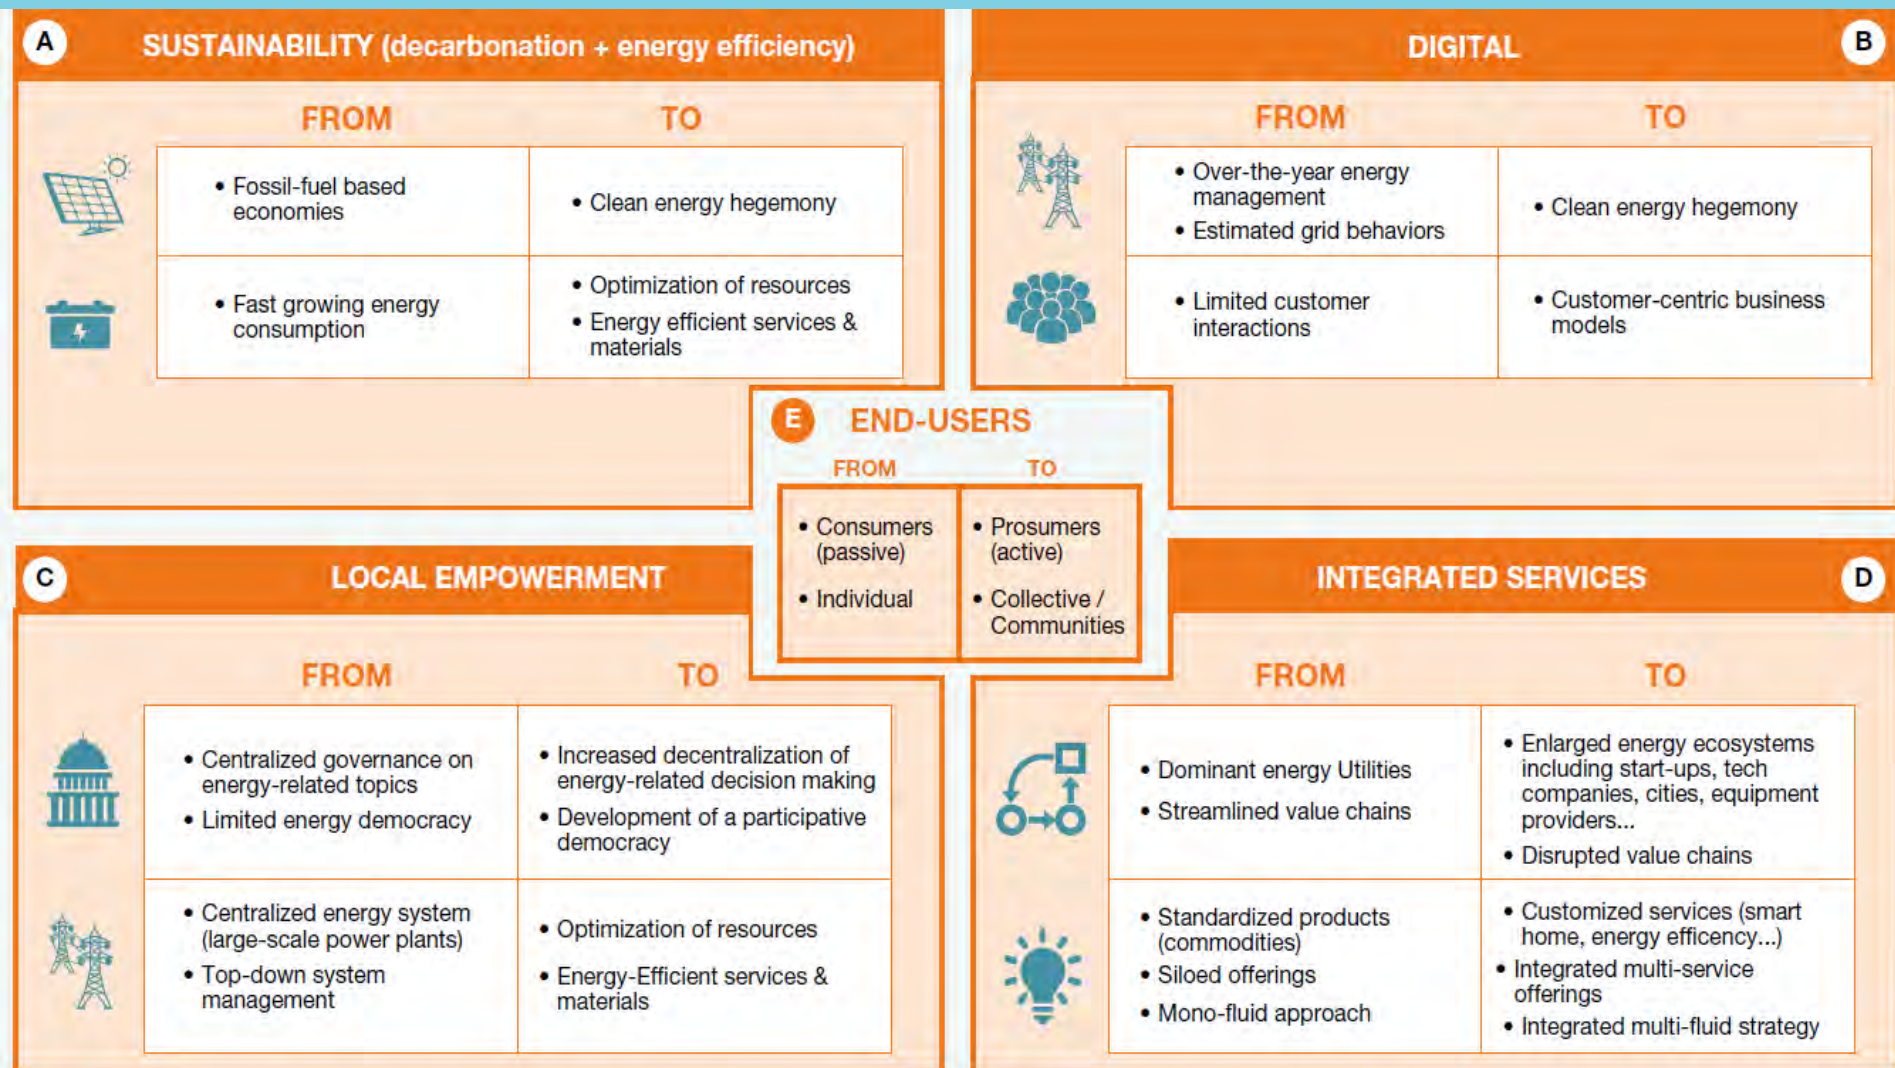 A
SUSTAINABILITY (decarbonation + energy efficiency)
FROM
TO
• Fossil-fuel based
economies
• Clean energy hegemony
• Fast growing energy
consumption
• Optimization of resources
• Energy efficient services &
materials
DIGITAL
B
FROM
TO
• Over-the-year energy
management
• Estimated grid behaviors
• Clean energy hegemony
• Limited customer
interactions
• Customer-centric business
models
E
END-USERS
FROM
TO
• Consumers
(passive)
• Individual
• Prosumers
(active)
• Collective /
Communities
C
LOCAL EMPOWERMENT
FROM
TO
• Centralized governance on
energy-related topics
• Limited energy democracy
• Increased decentralization of
energy-related decision making
• Development of a participative
democracy
• Centralized energy system
(large-scale power plants)
• Top-down system
management
• Optimization of resources
• Energy-Efficient services &
materials
INTEGRATED SERVICES
D
FROM
TO
• Dominant energy Utilities
• Streamlined value chains
• Enlarged energy ecosystems
including start-ups, tech
companies, cities, equipment
providers...
• Disrupted value chains
• Standardized products
(commodities)
• Siloed offerings
• Mono-fluid approach
• Customized services (smart
home, energy efficency...)
• Integrated multi-service
offerings
• Integrated multi-fluid strategy